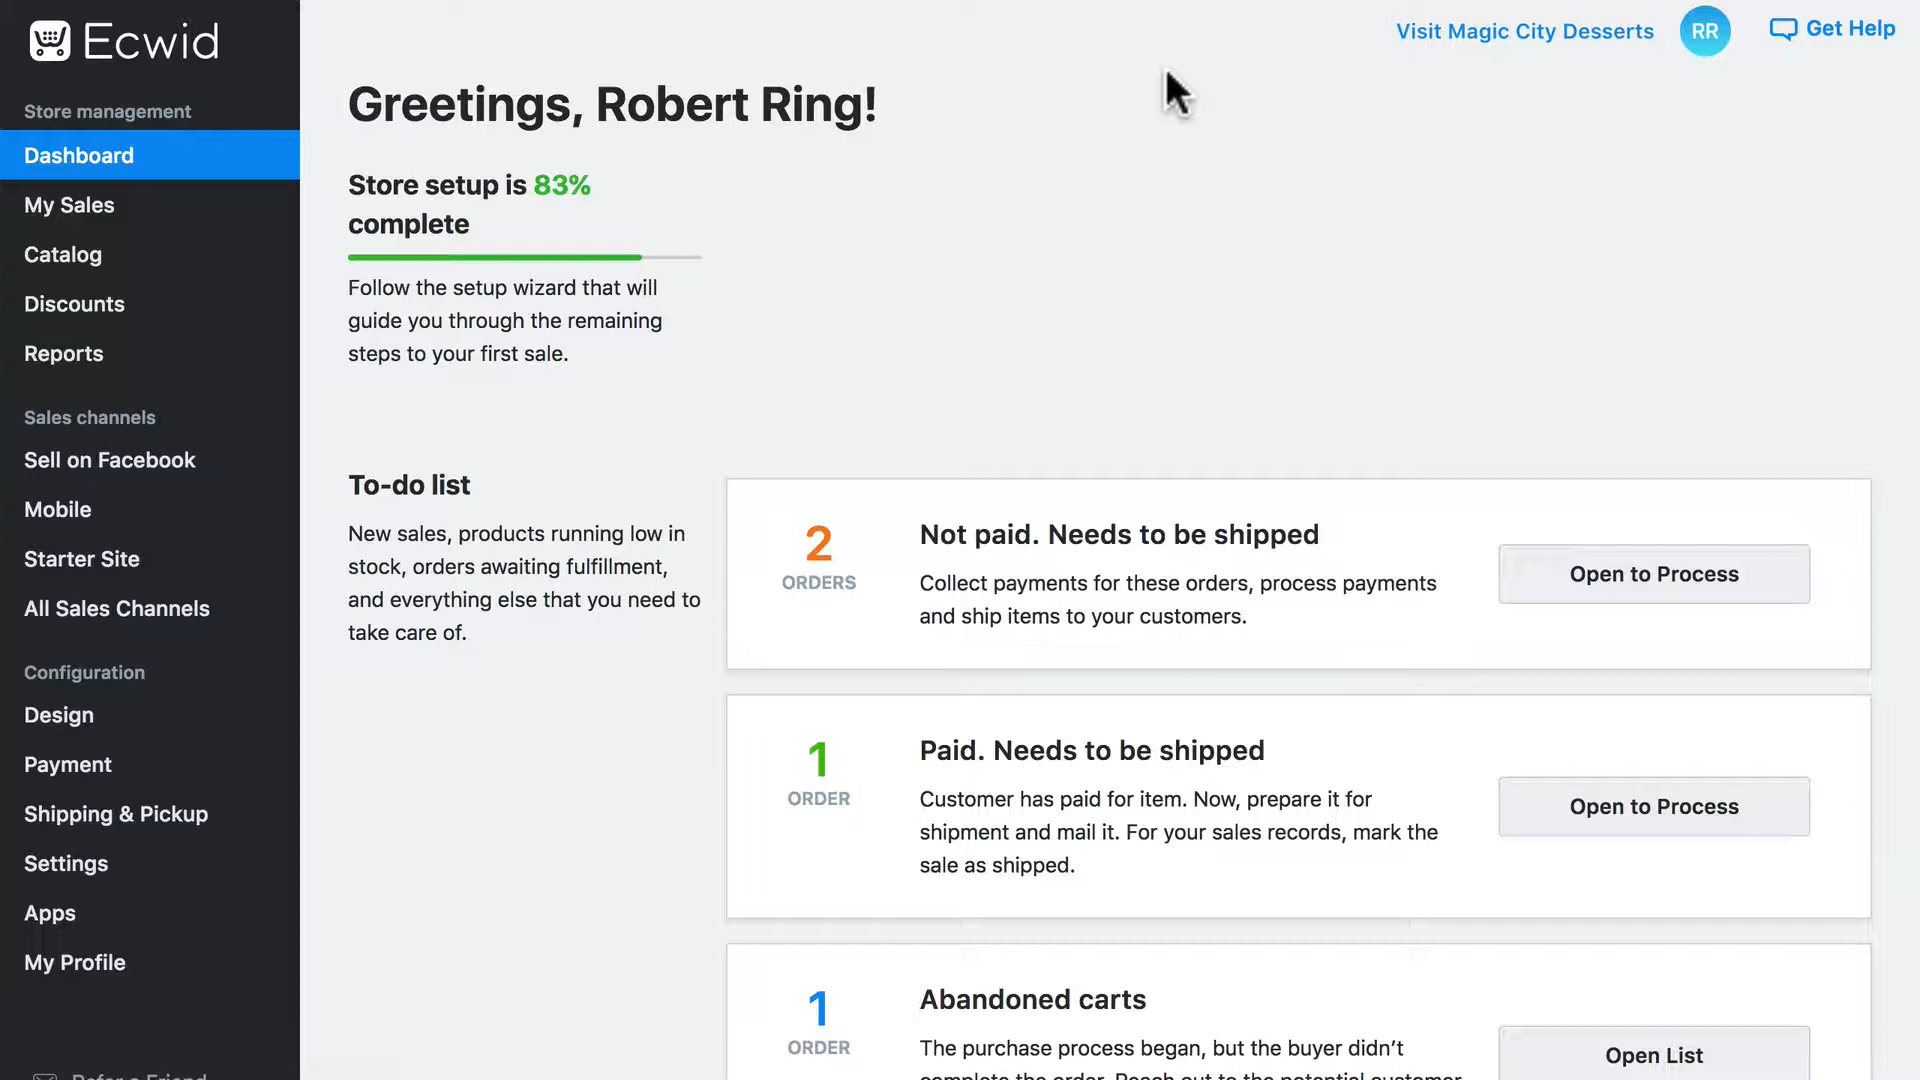 Ecwid
Store management
Dashboard
My Sales
Catalog
Discounts
Reports
Sales channels
Sell on Facebook
Mobile
Starter Site
All Sales Channels
Configuration
Design
Payment
Shipping & Pickup
Settings
Apps
My Profile
Visit Magic City Desserts
RR
Get Help
Greetings, Robert Ring!
Store setup is 83%
complete
Follow the setup wizard that will
guide you through the remaining
steps to your first sale.
To-do list
New sales, products running low in
stock, orders awaiting fulfillment,
and everything else that you need to
take care of.
2
ORDERS
Not paid. Needs to be shipped
Collect payments for these orders, process payments
and ship items to your customers.
Open to Process
1
ORDER
Paid. Needs to be shipped
Customer has paid for item. Now, prepare it for
shipment and mail it. For your sales records, mark the
sale as shipped.
Open to Process
1
ORDER
Abandoned carts
The purchase process began, but the buyer didn’t
Open List